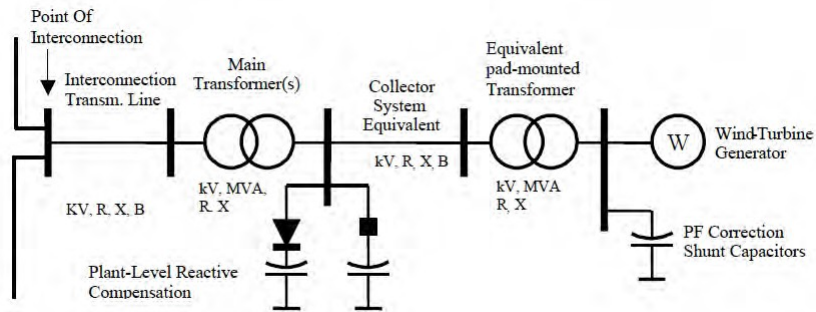 Point Of
Interconnection
Interconnection
Transm. Line
Main
Transformer(s)
Collector
System
Equivalent
Equivalent
pad-mounted
Transformer
W
Wind-Turbine
Generator
KV, R, X, B
kV, MVA,
R, X
kV, R, X, B
kV, MVA
R, X
PF Correction
Shunt Capacitors
Plant-Level Reactive
Compensation